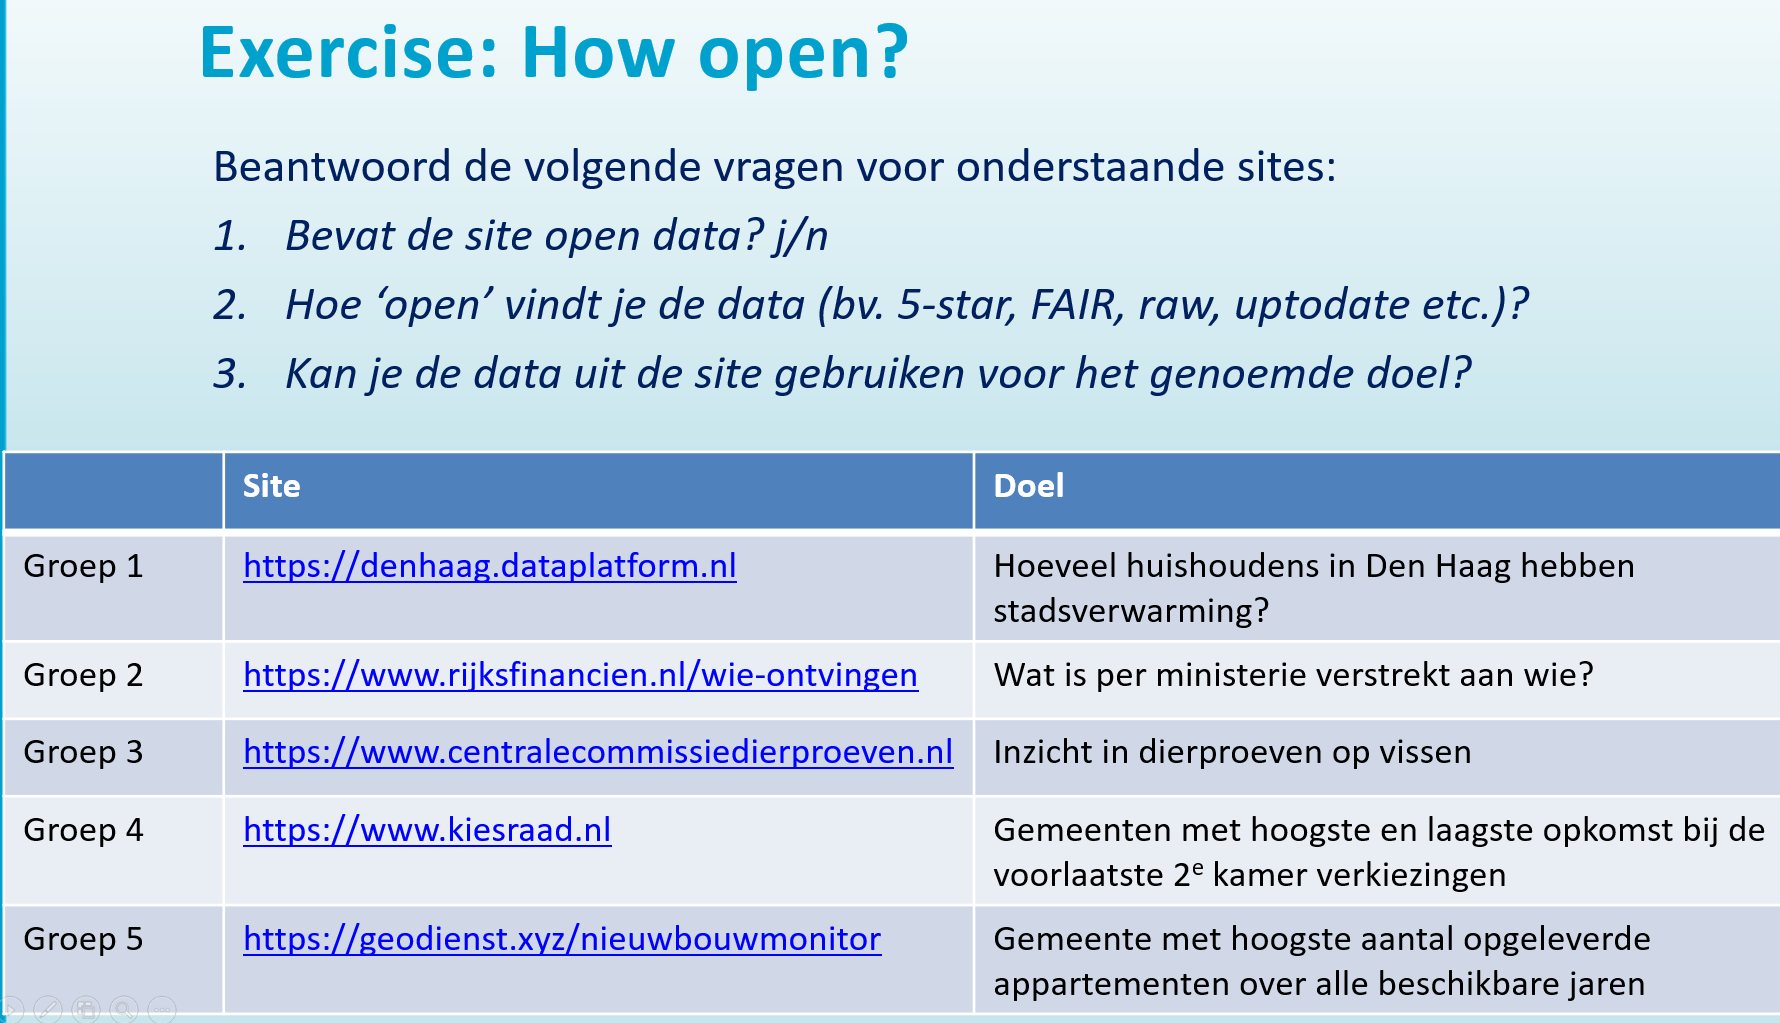 Exercise: How open?
Beantwoord de volgende vragen voor onderstaande sites:
1. Bevat de site open data? j/n
2. Hoe ‘open’ vindt je de data (bv. 5-star, FAIR, raw, uptodate etc.)?
3. Kan je de data uit de site gebruiken voor het genoemde doel?
Site Doel
Groep 1 https://denhaag.dataplatform.nl Hoeveel huishoudens in Den Haag hebben
stadsverwarming?
Groep 2 https://www.rijksfinancien.nl/wie-ontvingen Wat is per ministerie verstrekt aan wie?
Groep 3 https://www.centralecommissiedierproeven.nl Inzicht in dierproeven op vissen
Groep 4 https://www.kiesraad.nl Gemeenten met hoogste en laagste opkomst bij de
voorlaatste 2e kamer verkiezingen
Groep 5 https://geodienst.xyz/nieuwbouwmonitor Gemeente met hoogste aantal opgeleverde
appartementen over alle beschikbare jaren